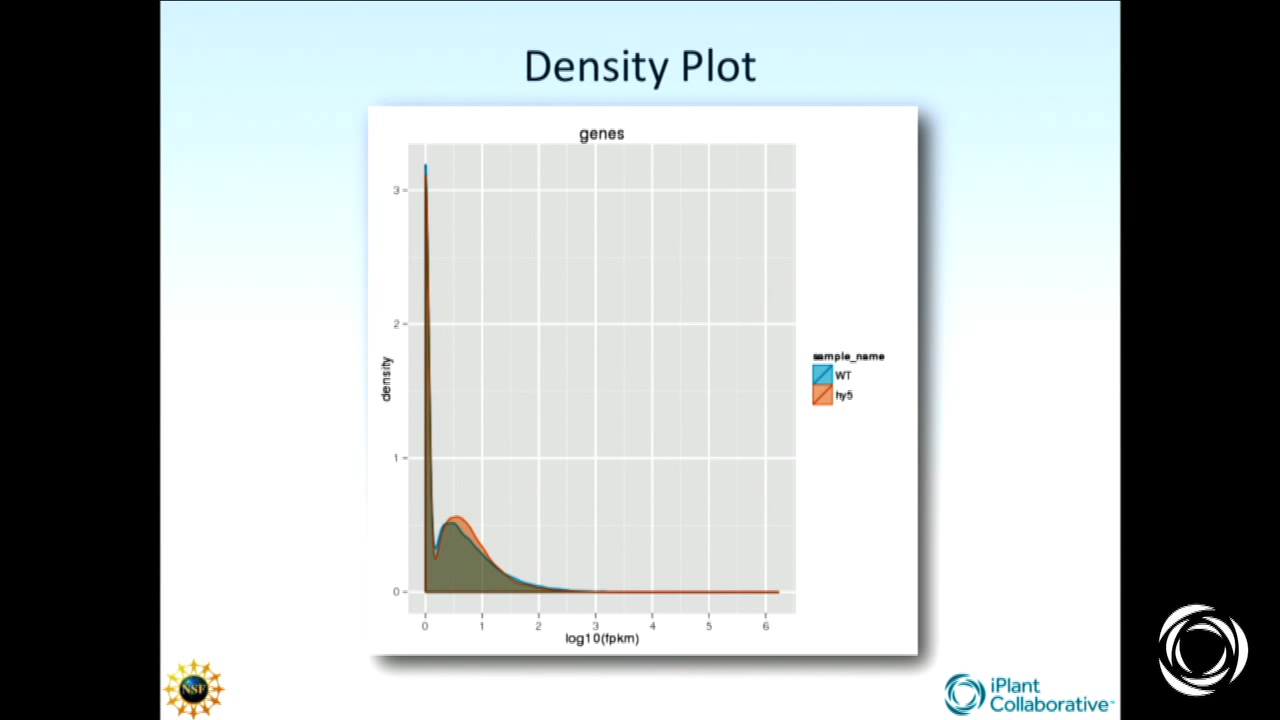 Density Plot
genes
3
2
1
0
density
0 1 2 3 4 5 6
log10(fpkm)
sample_name
WT
hy5
NSF
iPlant
Collaborative™